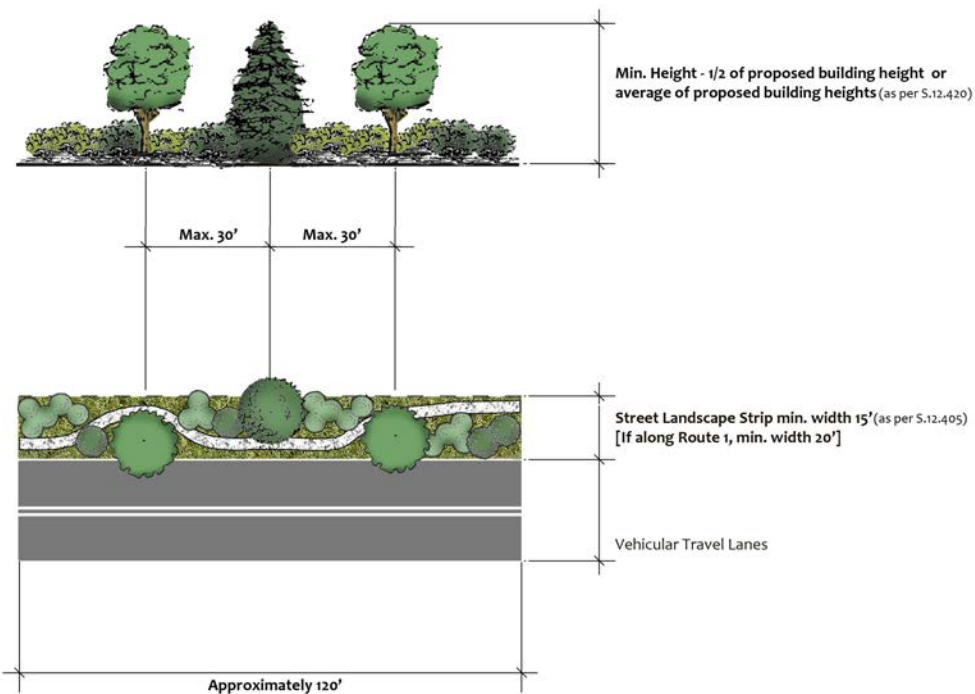 Min. Height - 1/2 of proposed building height or
average of proposed building heights (as per S.12.420)
Max. 30'
Max. 30'
Street Landscape Strip min. width 15' (as per S.12.405)
[If along Route 1, min. width 20']
Vehicular Travel Lanes
Approximately 120'